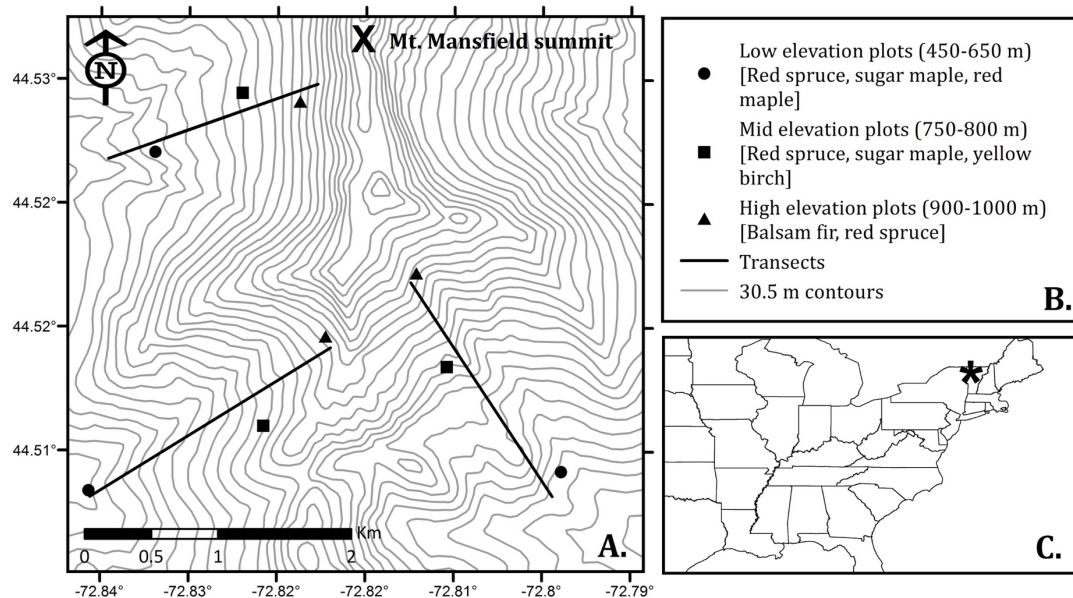 N
X Mt. Mansfield summit
44.53°
44.52°
44.52°
44.51°
Km
0 0.5 1 2
A.
-72.84° -72.83° -72.82° -72.82° -72.81° -72.8° -72.79°
Low elevation plots (450-650 m)
[Red spruce, sugar maple, red
maple]
Mid elevation plots (750-800 m)
[Red spruce, sugar maple, yellow
birch]
High elevation plots (900-1000 m)
[Balsam fir, red spruce]
Transects
30.5 m contours
B.
*
C.